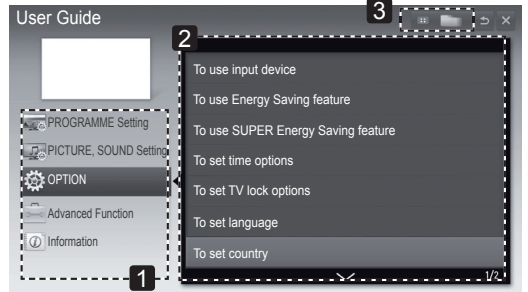 User Guide
3
2
To use input device
To use Energy Saving feature
To use SUPER Energy Saving feature
To set time options
To set TV lock options
To set language
To set country
1/2
PROGRAMME Setting
PICTURE, SOUND Setting
OPTION
Advanced Function
Information
1